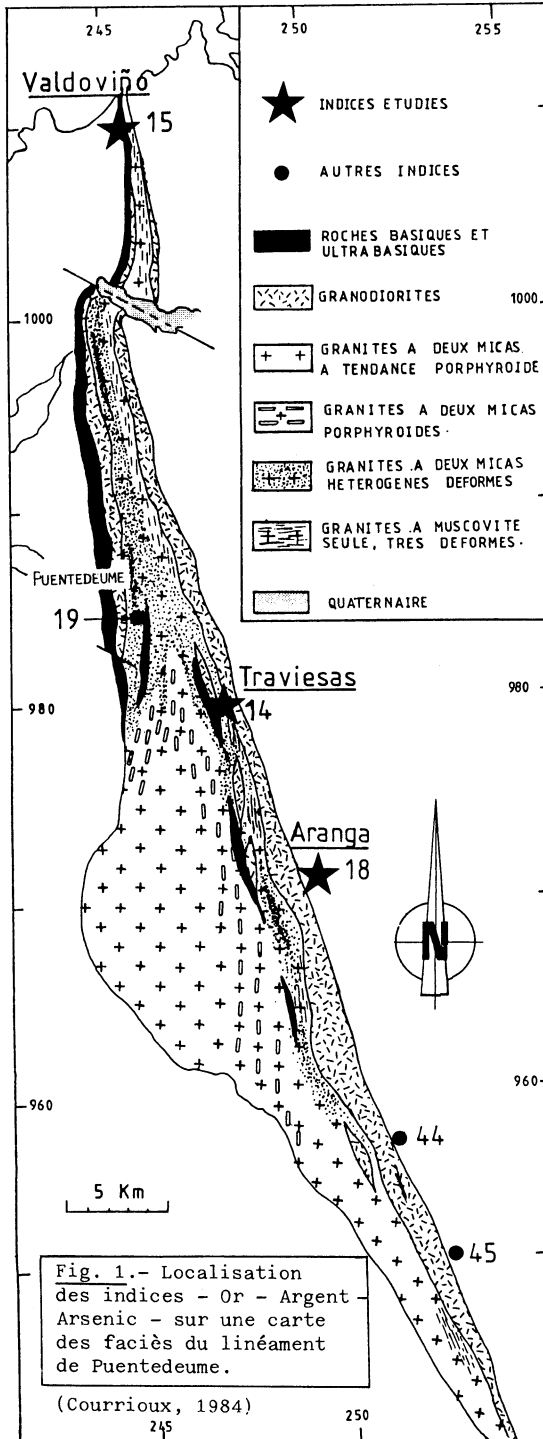 245
250
255
Valdoviño
15
INDICES ETUDIES
AUTRES INDICES
ROCHES BASIQUES ET
ULTRABASIQUES
GRANODIORITES
1000
1000
GRANITES A DEUX MICAS
A TENDANCE PORPHYROIDE
GRANITES A DEUX MICAS
PORPHYROIDES.
GRANITES .A DEUX MICAS
HETEROGENES DEFORMES
GRANITES .A MUSCOVITE
SEULE, TRES DEFORMES.
QUATERNAIRE
PUENTEDEUME
19
Traviesas
14
980
980
Aranga
18
N
960
960
44
45
5 Km
Fig. 1.- Localisation
des indices - Or - Argent -
Arsenic - sur une carte
des faciès du linéament
de Puentedeume.
(Courrioux, 1984)
245
250